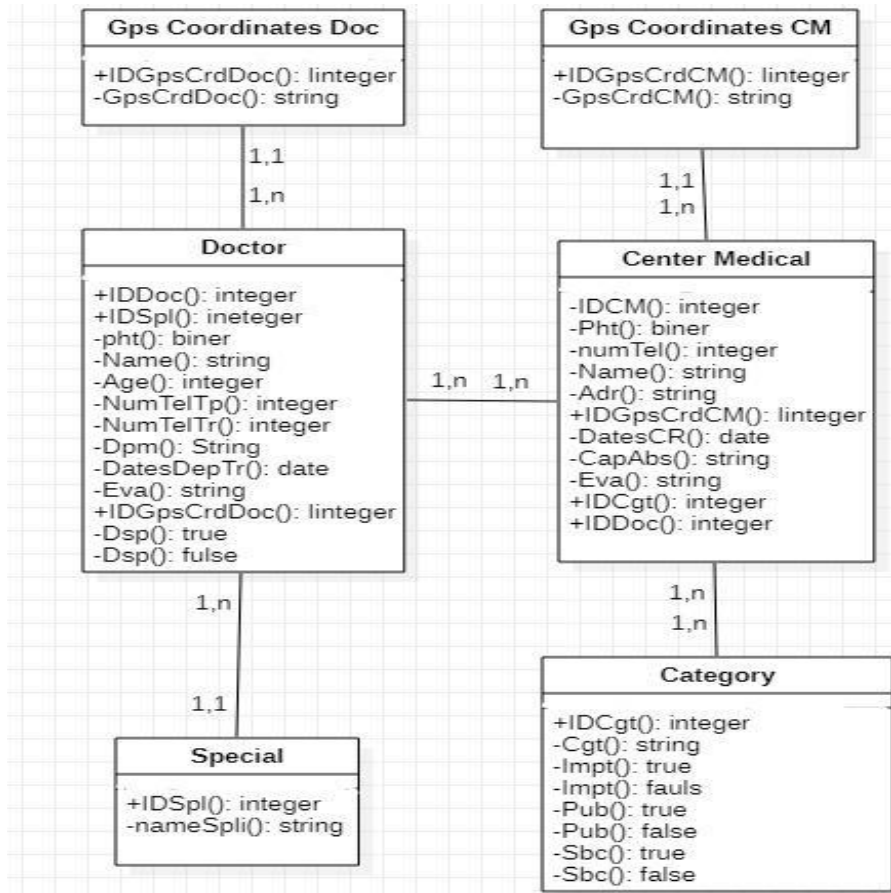 Gps Coordinates Doc
+IDGpsCrdDoc(): linteger
-GpsCrdDoc(): string
Gps Coordinates CM
+IDGpsCrdCM(): linteger
-GpsCrdCM(): string
1,1
1,n
1,1
1,n
Doctor
+IDDoc(): integer
+IDSpl(): ineteger
-pht(): biner
-Name(): string
-Age(): integer
-NumTelTp(): integer
-NumTelTr(): integer
-Dpm(): String
-DatesDepTr(): date
-Eva(): string
+IDGpsCrdDoc(): linteger
-Dsp(): true
-Dsp(): fulse
1,n 1,n
Center Medical
-IDCM(): integer
-Pht(): biner
-numTel(): integer
-Name(): string
-Adr(): string
+IDGpsCrdCM(): linteger
-DatesCR(): date
-CapAbs(): string
-Eva(): string
+IDCgt(): integer
+IDDoc(): integer
1,n
1,1
1,n
1,n
Special
+IDSpl(): integer
-nameSpli(): string
Category
+IDCgt(): integer
-Cgt(): string
-Impt(): true
-Impt(): fauls
-Pub(): true
-Pub(): false
-Sbc(): true
-Sbc(): false